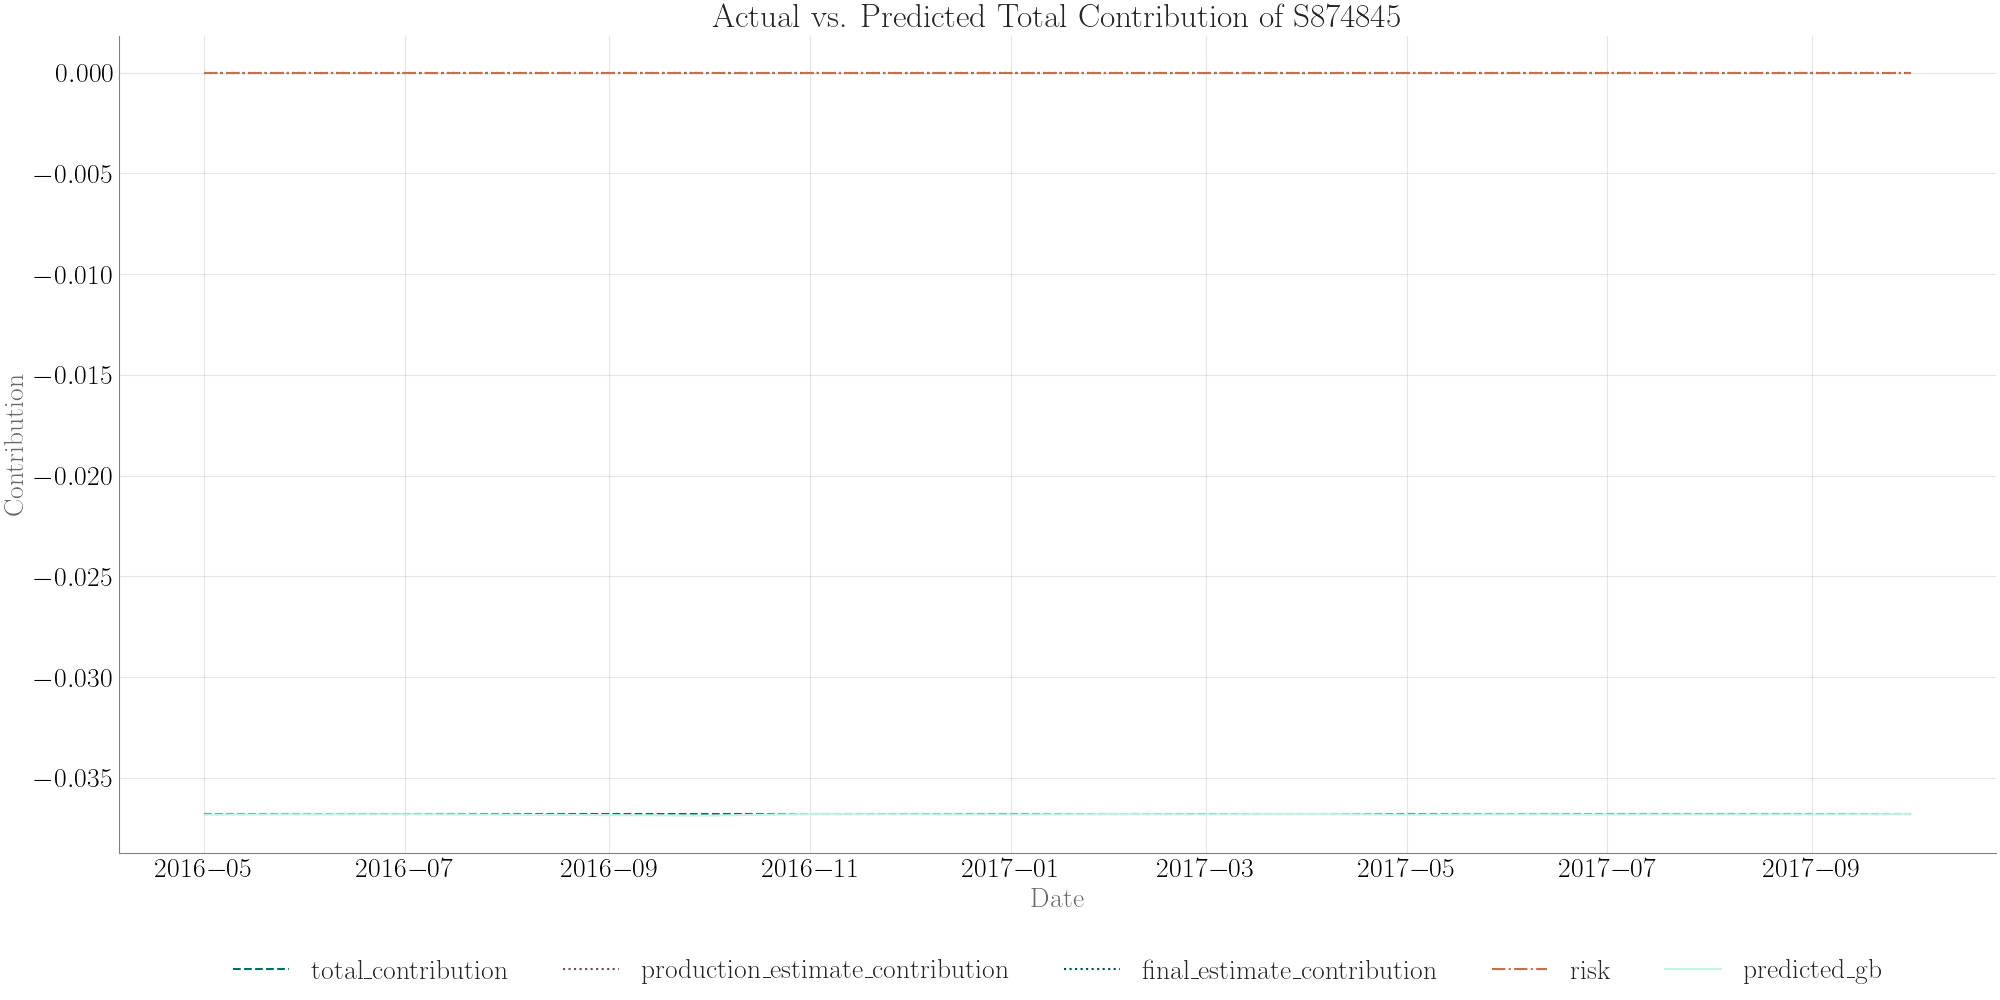 Actual vs. Predicted Total Contribution of S874845
0.000
−0.005
−0.010
−0.015
−0.020
−0.025
−0.030
−0.035
Contribution
2016–05 2016–07 2016–09 2016–11 2017–01 2017–03 2017–05 2017–07 2017–09
Date
total_contribution production_estimate_contribution final_estimate_contribution risk predicted_gb